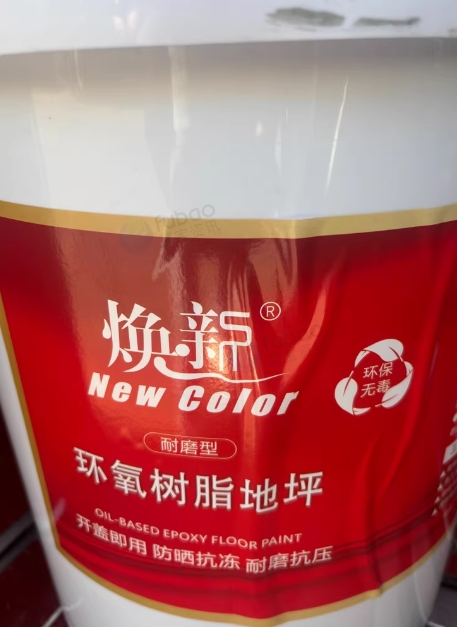 焕新®
New Color
环保
无毒
耐磨型
环氧树脂地坪
OIL-BASED EPOXY FLOOR PAINT
开盖即用 防晒抗冻 耐磨抗压